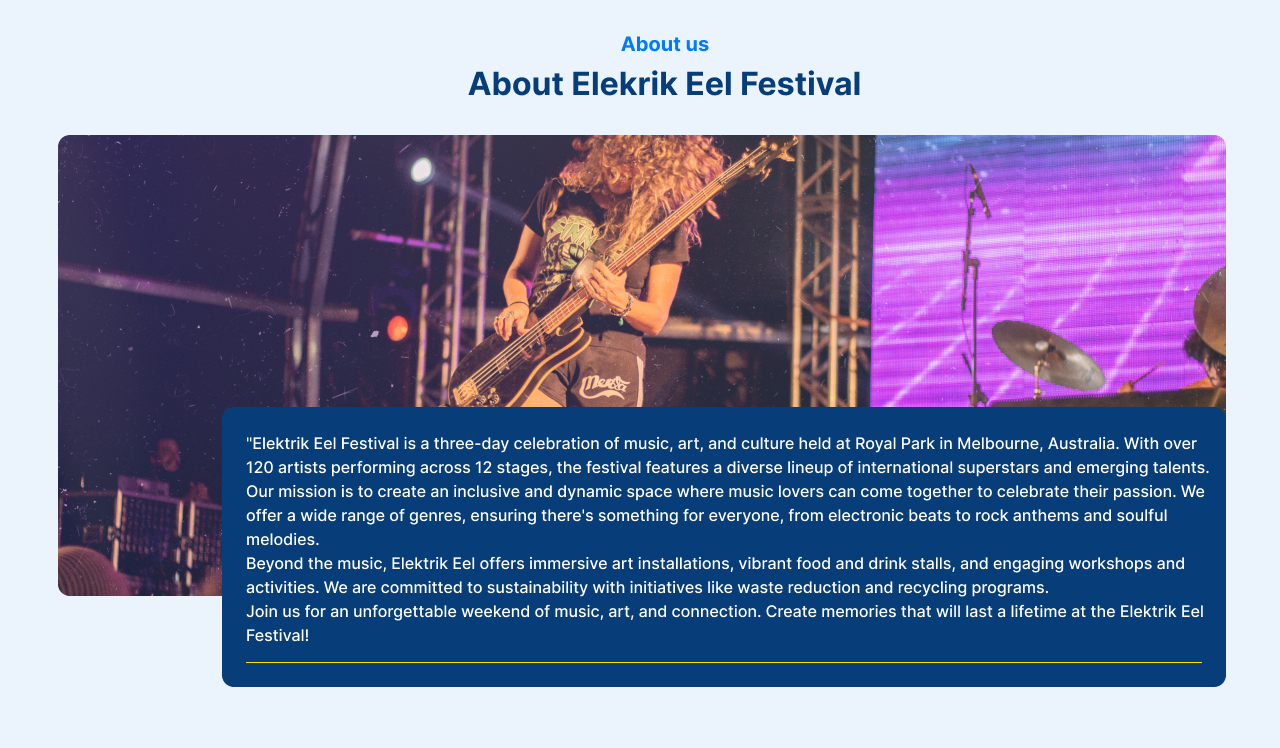 About us
About Elekrik Eel Festival
"Elektrik Eel Festival is a three-day celebration of music, art, and culture held at Royal Park in Melbourne, Australia. With over
120 artists performing across 12 stages, the festival features a diverse lineup of international superstars and emerging talents.
Our mission is to create an inclusive and dynamic space where music lovers can come together to celebrate their passion. We
offer a wide range of genres, ensuring there's something for everyone, from electronic beats to rock anthems and soulful
melodies.
Beyond the music, Elektrik Eel offers immersive art installations, vibrant food and drink stalls, and engaging workshops and
activities. We are committed to sustainability with initiatives like waste reduction and recycling programs.
Join us for an unforgettable weekend of music, art, and connection. Create memories that will last a lifetime at the Elektrik Eel
Festival!